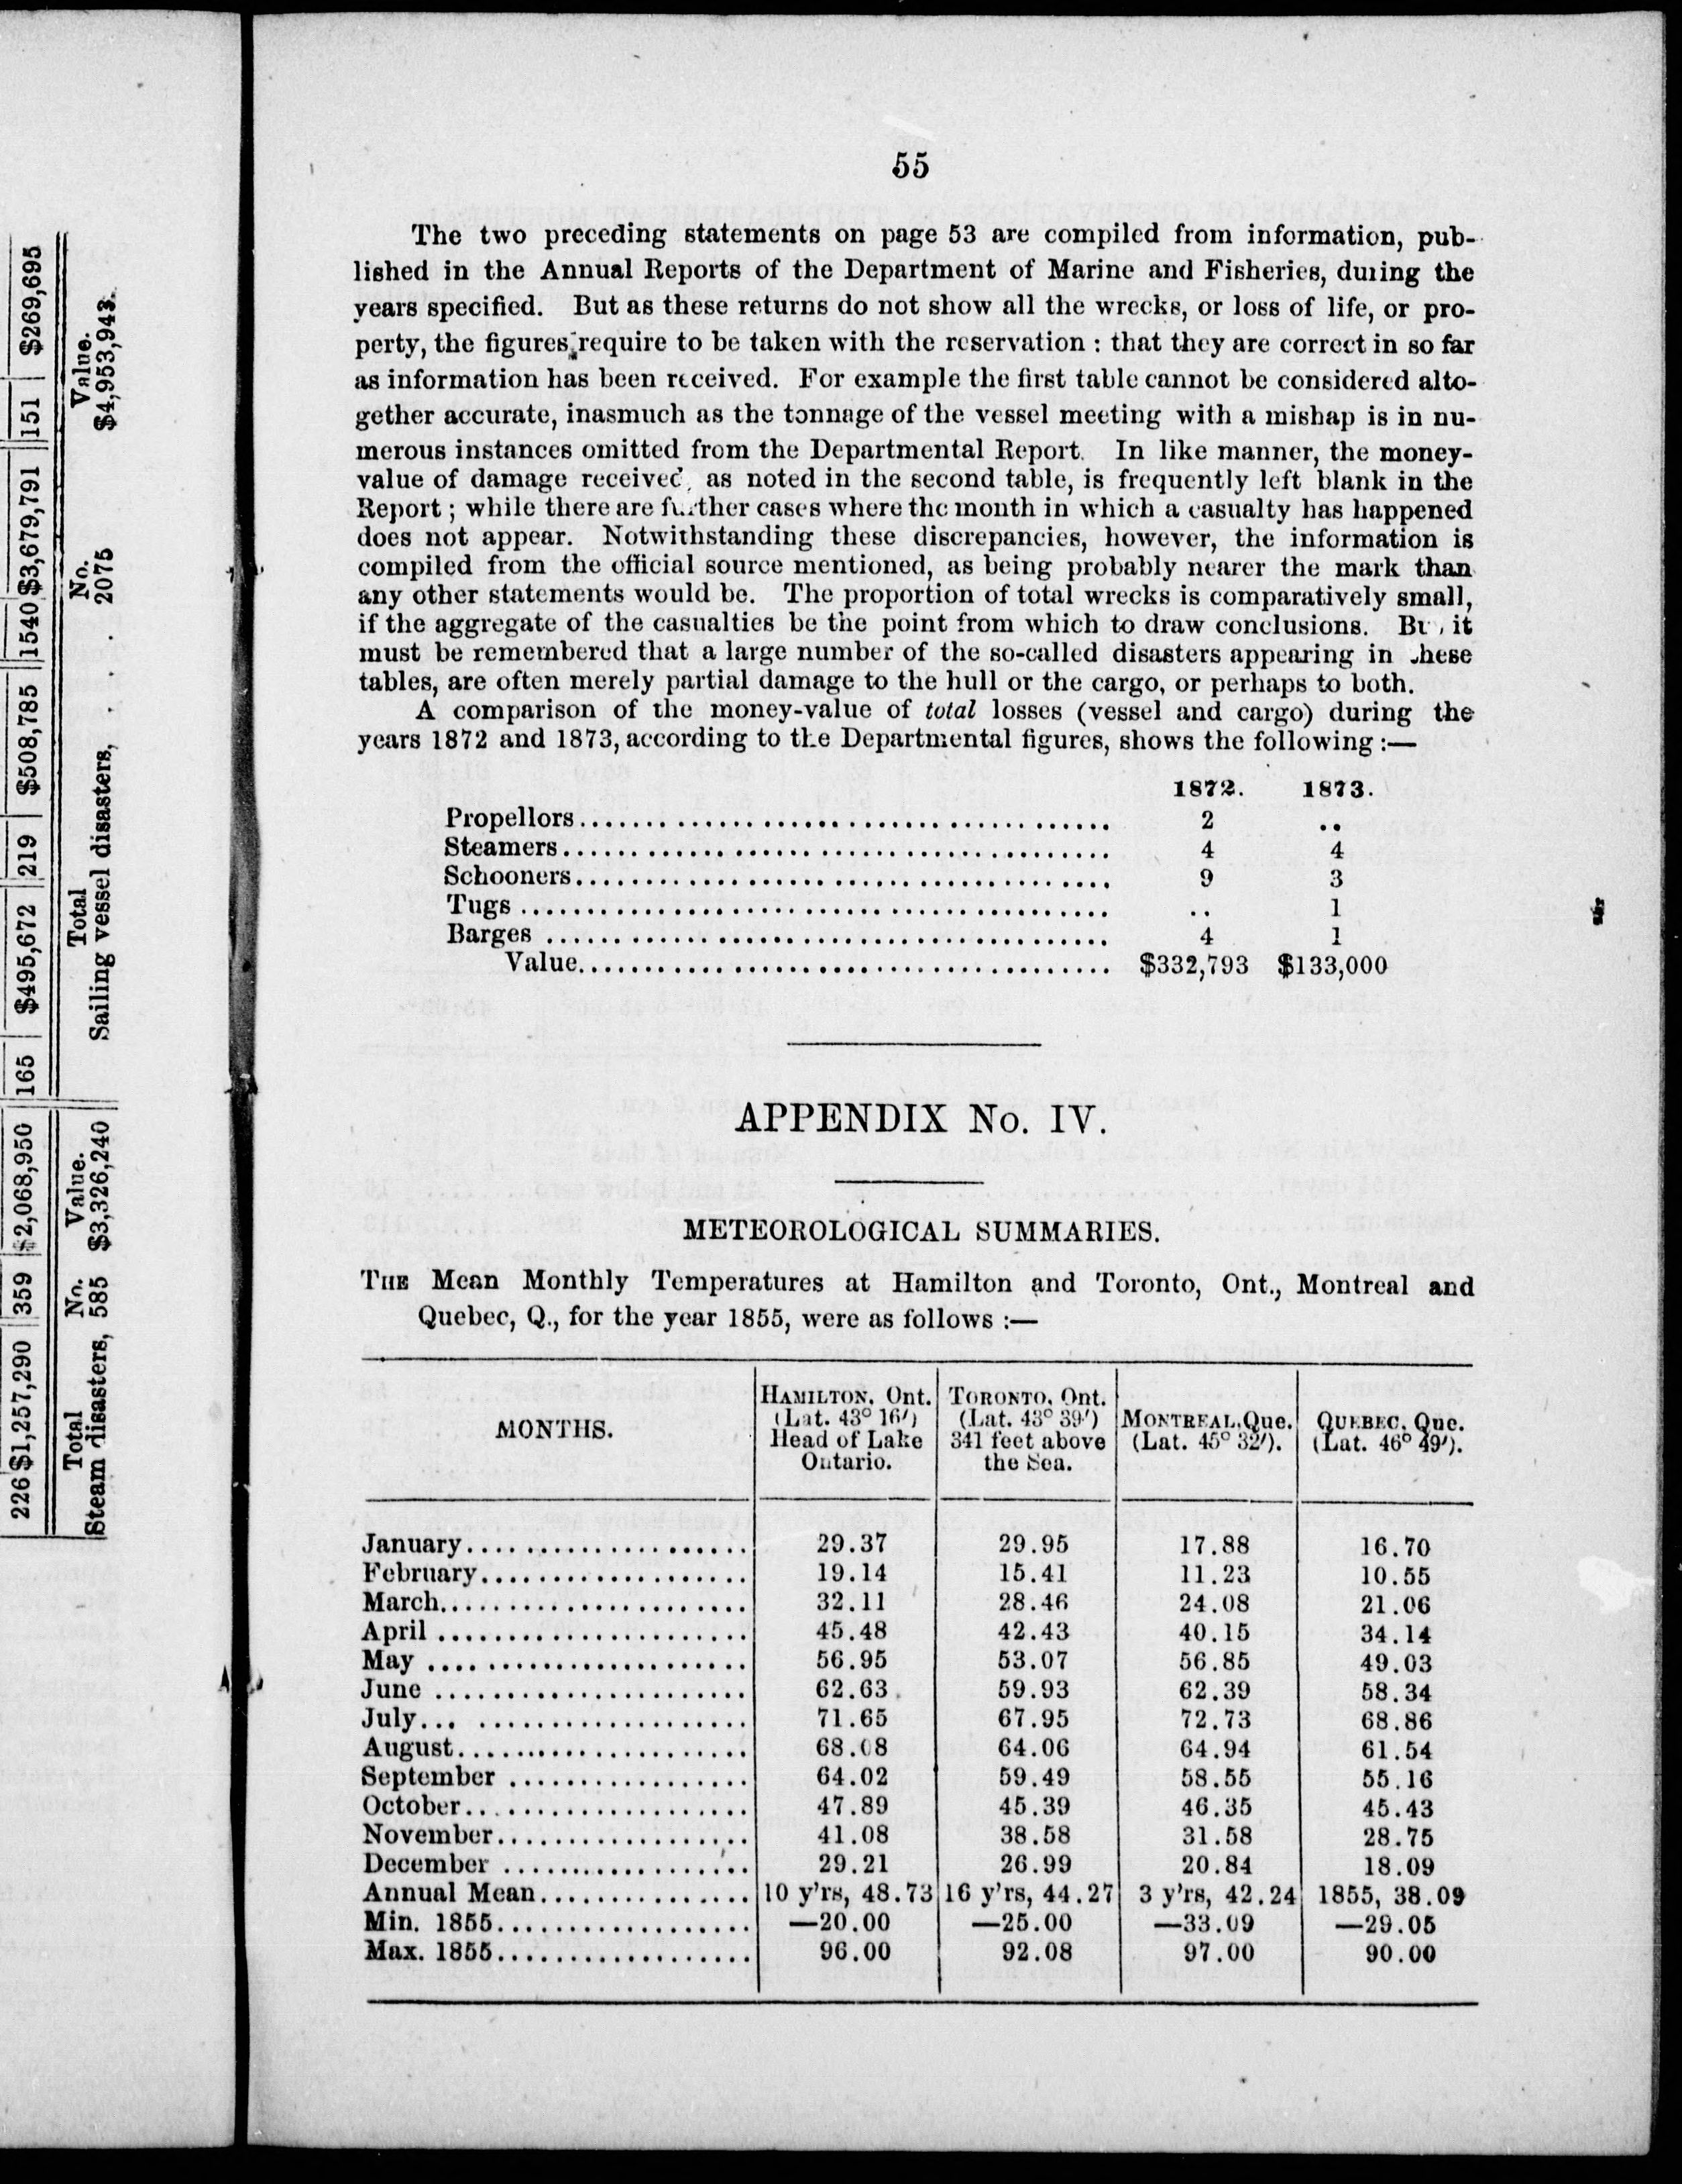 226 $1,257,290 359 $2,068,950 165 $495,672 219 $508,785 1540 $3,679,791 151 $269,695
Total No. Value. Total No. Value.
Steam disasters, 585 $3,326,240 Sailing vessel disasters, . . . 2075 $4,953,943.
55
The two preceding statements on page 53 are compiled from information, pub-
lished in the Annual Reports of the Department of Marine and Fisheries, during the
years specified. But as these returns do not show all the wrecks, or loss of life, or pro-
perty, the figures require to be taken with the reservation : that they are correct in so far
as information has been received. For example the first table cannot be considered alto-
gether accurate, inasmuch as the tonnage of the vessel meeting with a mishap is in nu-
merous instances omitted from the Departmental Report. In like manner, the money-
value of damage received, as noted in the second table, is frequently left blank in the
Report ; while there are further cases where the month in which a casualty has happened
does not appear. Notwithstanding these discrepancies, however, the information is
compiled from the official source mentioned, as being probably nearer the mark than
any other statements would be. The proportion of total wrecks is comparatively small,
if the aggregate of the casualties be the point from which to draw conclusions. But it
must be remembered that a large number of the so-called disasters appearing in these
tables, are often merely partial damage to the hull or the cargo, or perhaps to both.
A comparison of the money-value of total losses (vessel and cargo) during the
years 1872 and 1873, according to the Departmental figures, shows the following :—
1872. 1873.
Propellors........................................ 2 ..
Steamers........................................ 4 4
Schooners........................................ 9 3
Tugs ........................................ .. 1
Barges ........................................ 4 1
Value........................................ $332,793 $133,000
APPENDIX No. IV.
METEOROLOGICAL SUMMARIES.
THE Mean Monthly Temperatures at Hamilton and Toronto, Ont., Montreal and
Quebec, Q., for the year 1855, were as follows :—
MONTHS. HAMILTON, Ont. (Lat. 43° 16′) Head of Lake Ontario. TORONTO, Ont. (Lat. 43° 39′) 341 feet above the Sea. MONTREAL, Que. (Lat. 45° 32′). QUEBEC, Que. (Lat. 46° 49′).
January.................... 29.37 29.95 17.88 16.70
February.................... 19.14 15.41 11.23 10.55
March.................... 32.11 28.46 24.08 21.06
April .................... 45.48 42.43 40.15 34.14
May .................... 56.95 53.07 56.85 49.03
June .................... 62.63 59.93 62.39 58.34
July... .................... 71.65 67.95 72.73 68.86
August.................... 68.08 64.06 64.94 61.54
September .................... 64.02 59.49 58.55 55.16
October.................... 47.89 45.39 46.35 45.43
November.................... 41.08 38.58 31.58 28.75
December .................... 29.21 26.99 20.84 18.09
Annual Mean............... 10 y'rs, 48.73 16 y'rs, 44.27 3 y'rs, 42.24 1855, 38.09
Min. 1855.................... —20.00 —25.00 —33.09 —29.05
Max. 1855.................... 96.00 92.08 97.00 90.00